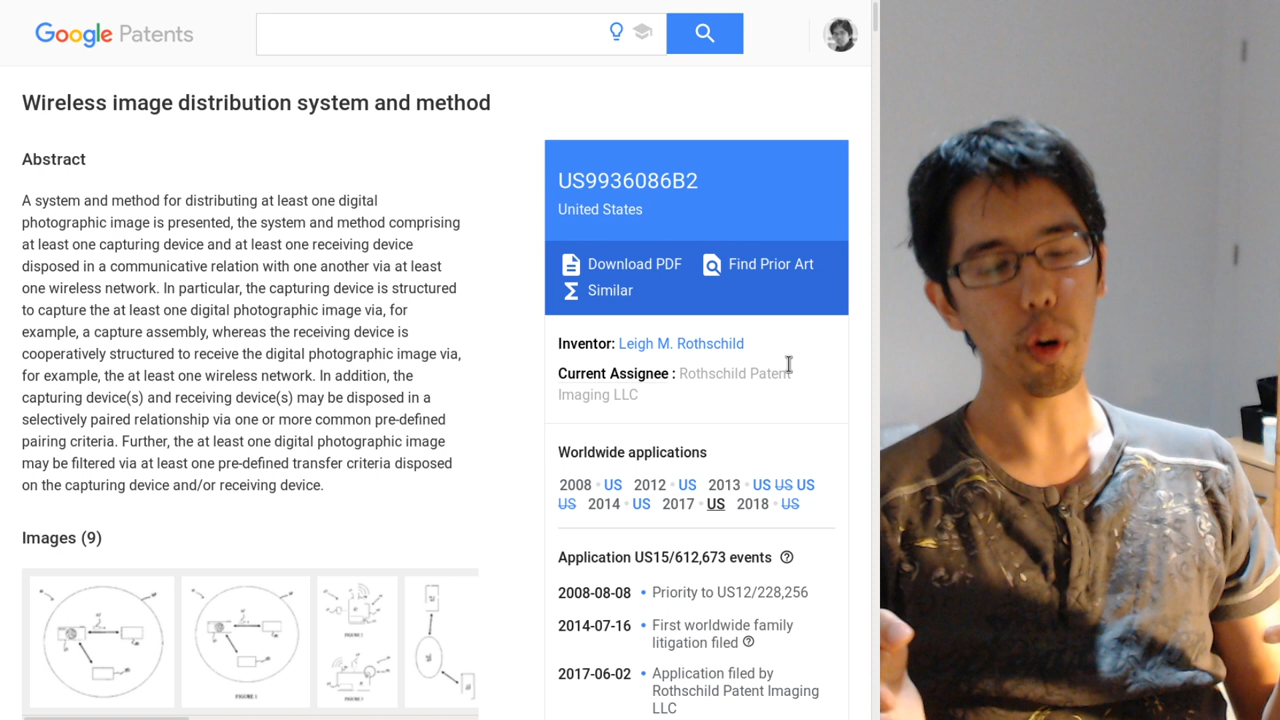 Google Patents
Wireless image distribution system and method
Abstract
A system and method for distributing at least one digital
photographic image is presented, the system and method comprising
at least one capturing device and at least one receiving device
disposed in a communicative relation with one another via at least
one wireless network. In particular, the capturing device is structured
to capture the at least one digital photographic image via, for
example, a capture assembly, whereas the receiving device is
cooperatively structured to receive the digital photographic image via,
for example, the at least one wireless network. In addition, the
capturing device(s) and receiving device(s) may be disposed in a
selectively paired relationship via one or more common pre-defined
pairing criteria. Further, the at least one digital photographic image
may be filtered via at least one pre-defined transfer criteria disposed
on the capturing device and/or receiving device.
Images (9)
US9936086B2
United States
Download PDF Find Prior Art
Similar
Inventor: Leigh M. Rothschild
Current Assignee : Rothschild Patent
Imaging LLC
Worldwide applications
2008 • US 2012 • US 2013 • US US US
US 2014 • US 2017 • US 2018 • US
Application US15/612,673 events
2008-08-08 • Priority to US12/228,256
2014-07-16 • First worldwide family
litigation filed
2017-06-02 • Application filed by
Rothschild Patent Imaging
LLC